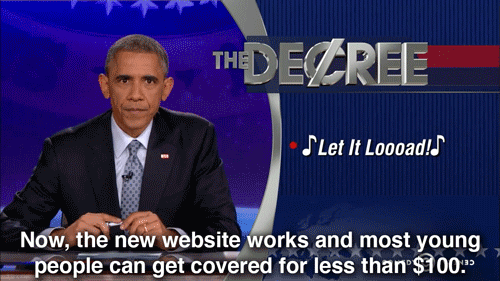 THE DECREE
♪Let It Loooad!♪
Now, the new website works and most young
people can get covered for less than $100.